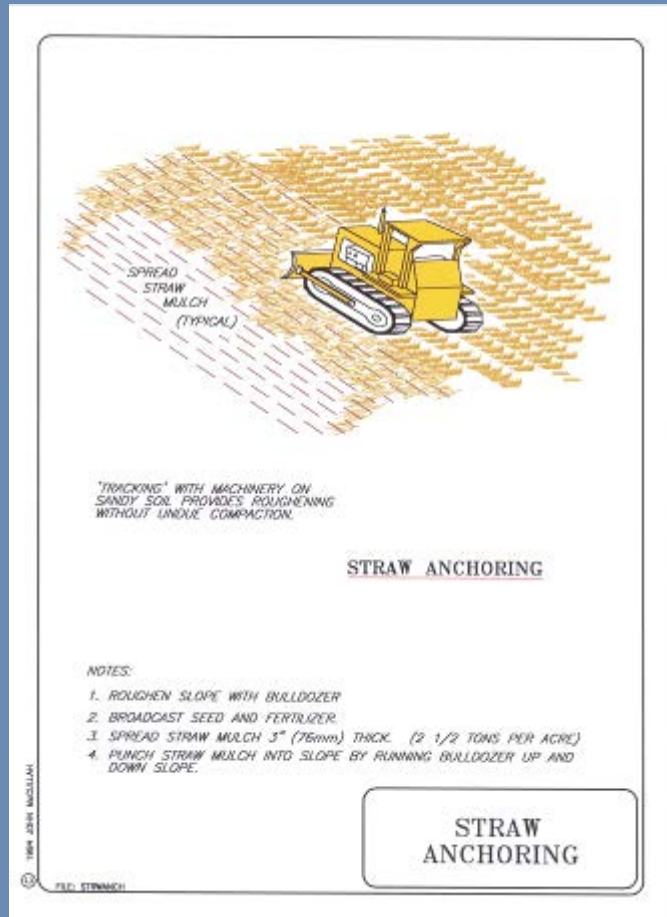 SPREAD
STRAW
MULCH
(TYPICAL)
"TRACKING" WITH MACHINERY ON
SANDY SOIL PROVIDES ROUGHENING
WITHOUT UNDUE COMPACTION.
STRAW ANCHORING
NOTES:
1. ROUGHEN SLOPE WITH BULLDOZER
2. BROADCAST SEED AND FERTILIZER.
3. SPREAD STRAW MULCH 3" (76mm) THICK. (2 1/2 TONS PER ACRE)
4. PUNCH STRAW MULCH INTO SLOPE BY RUNNING BULLDOZER UP AND
DOWN SLOPE.
STRAW
ANCHORING
1994 JOHN McCULLAH
FILE: STRWANCH